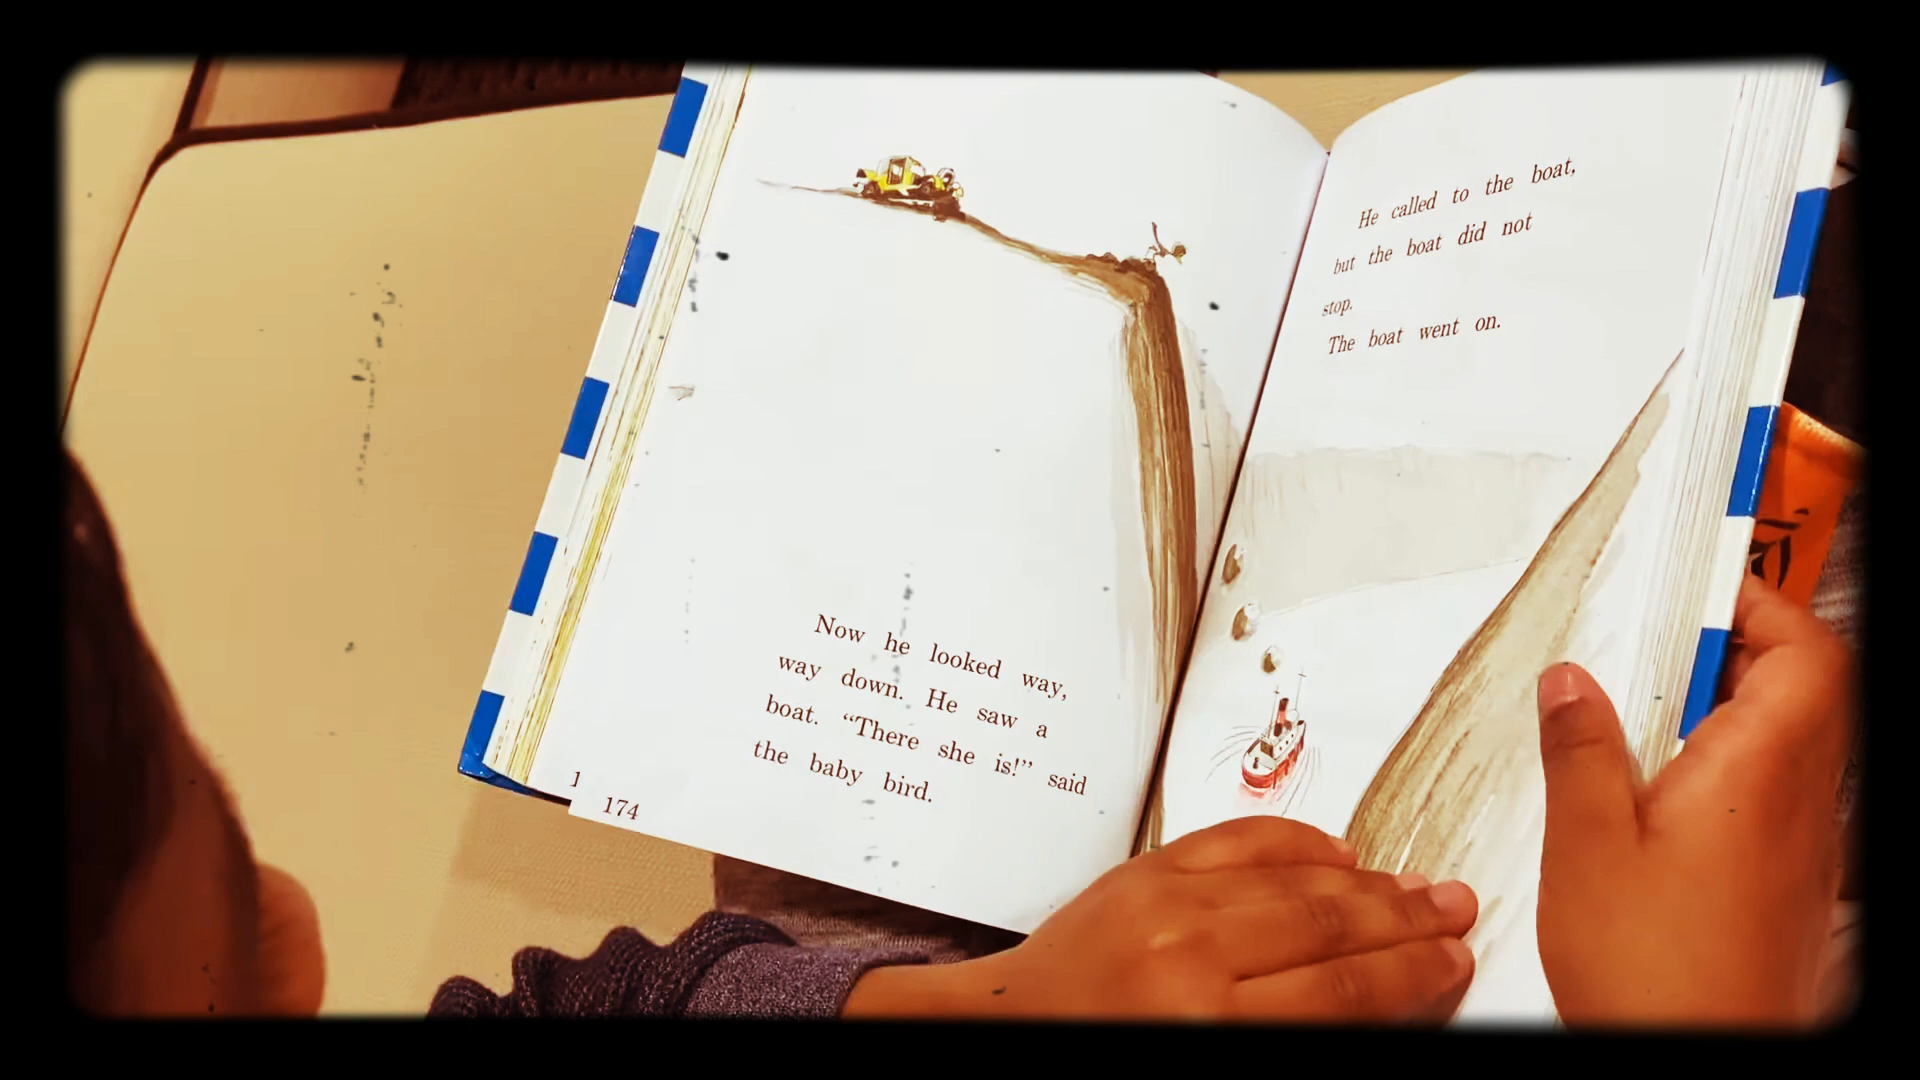 Now he looked way,
way down. He saw a
boat. “There she is!” said
the baby bird.
1
174
He called to the boat,
but the boat did not
stop.
The boat went on.